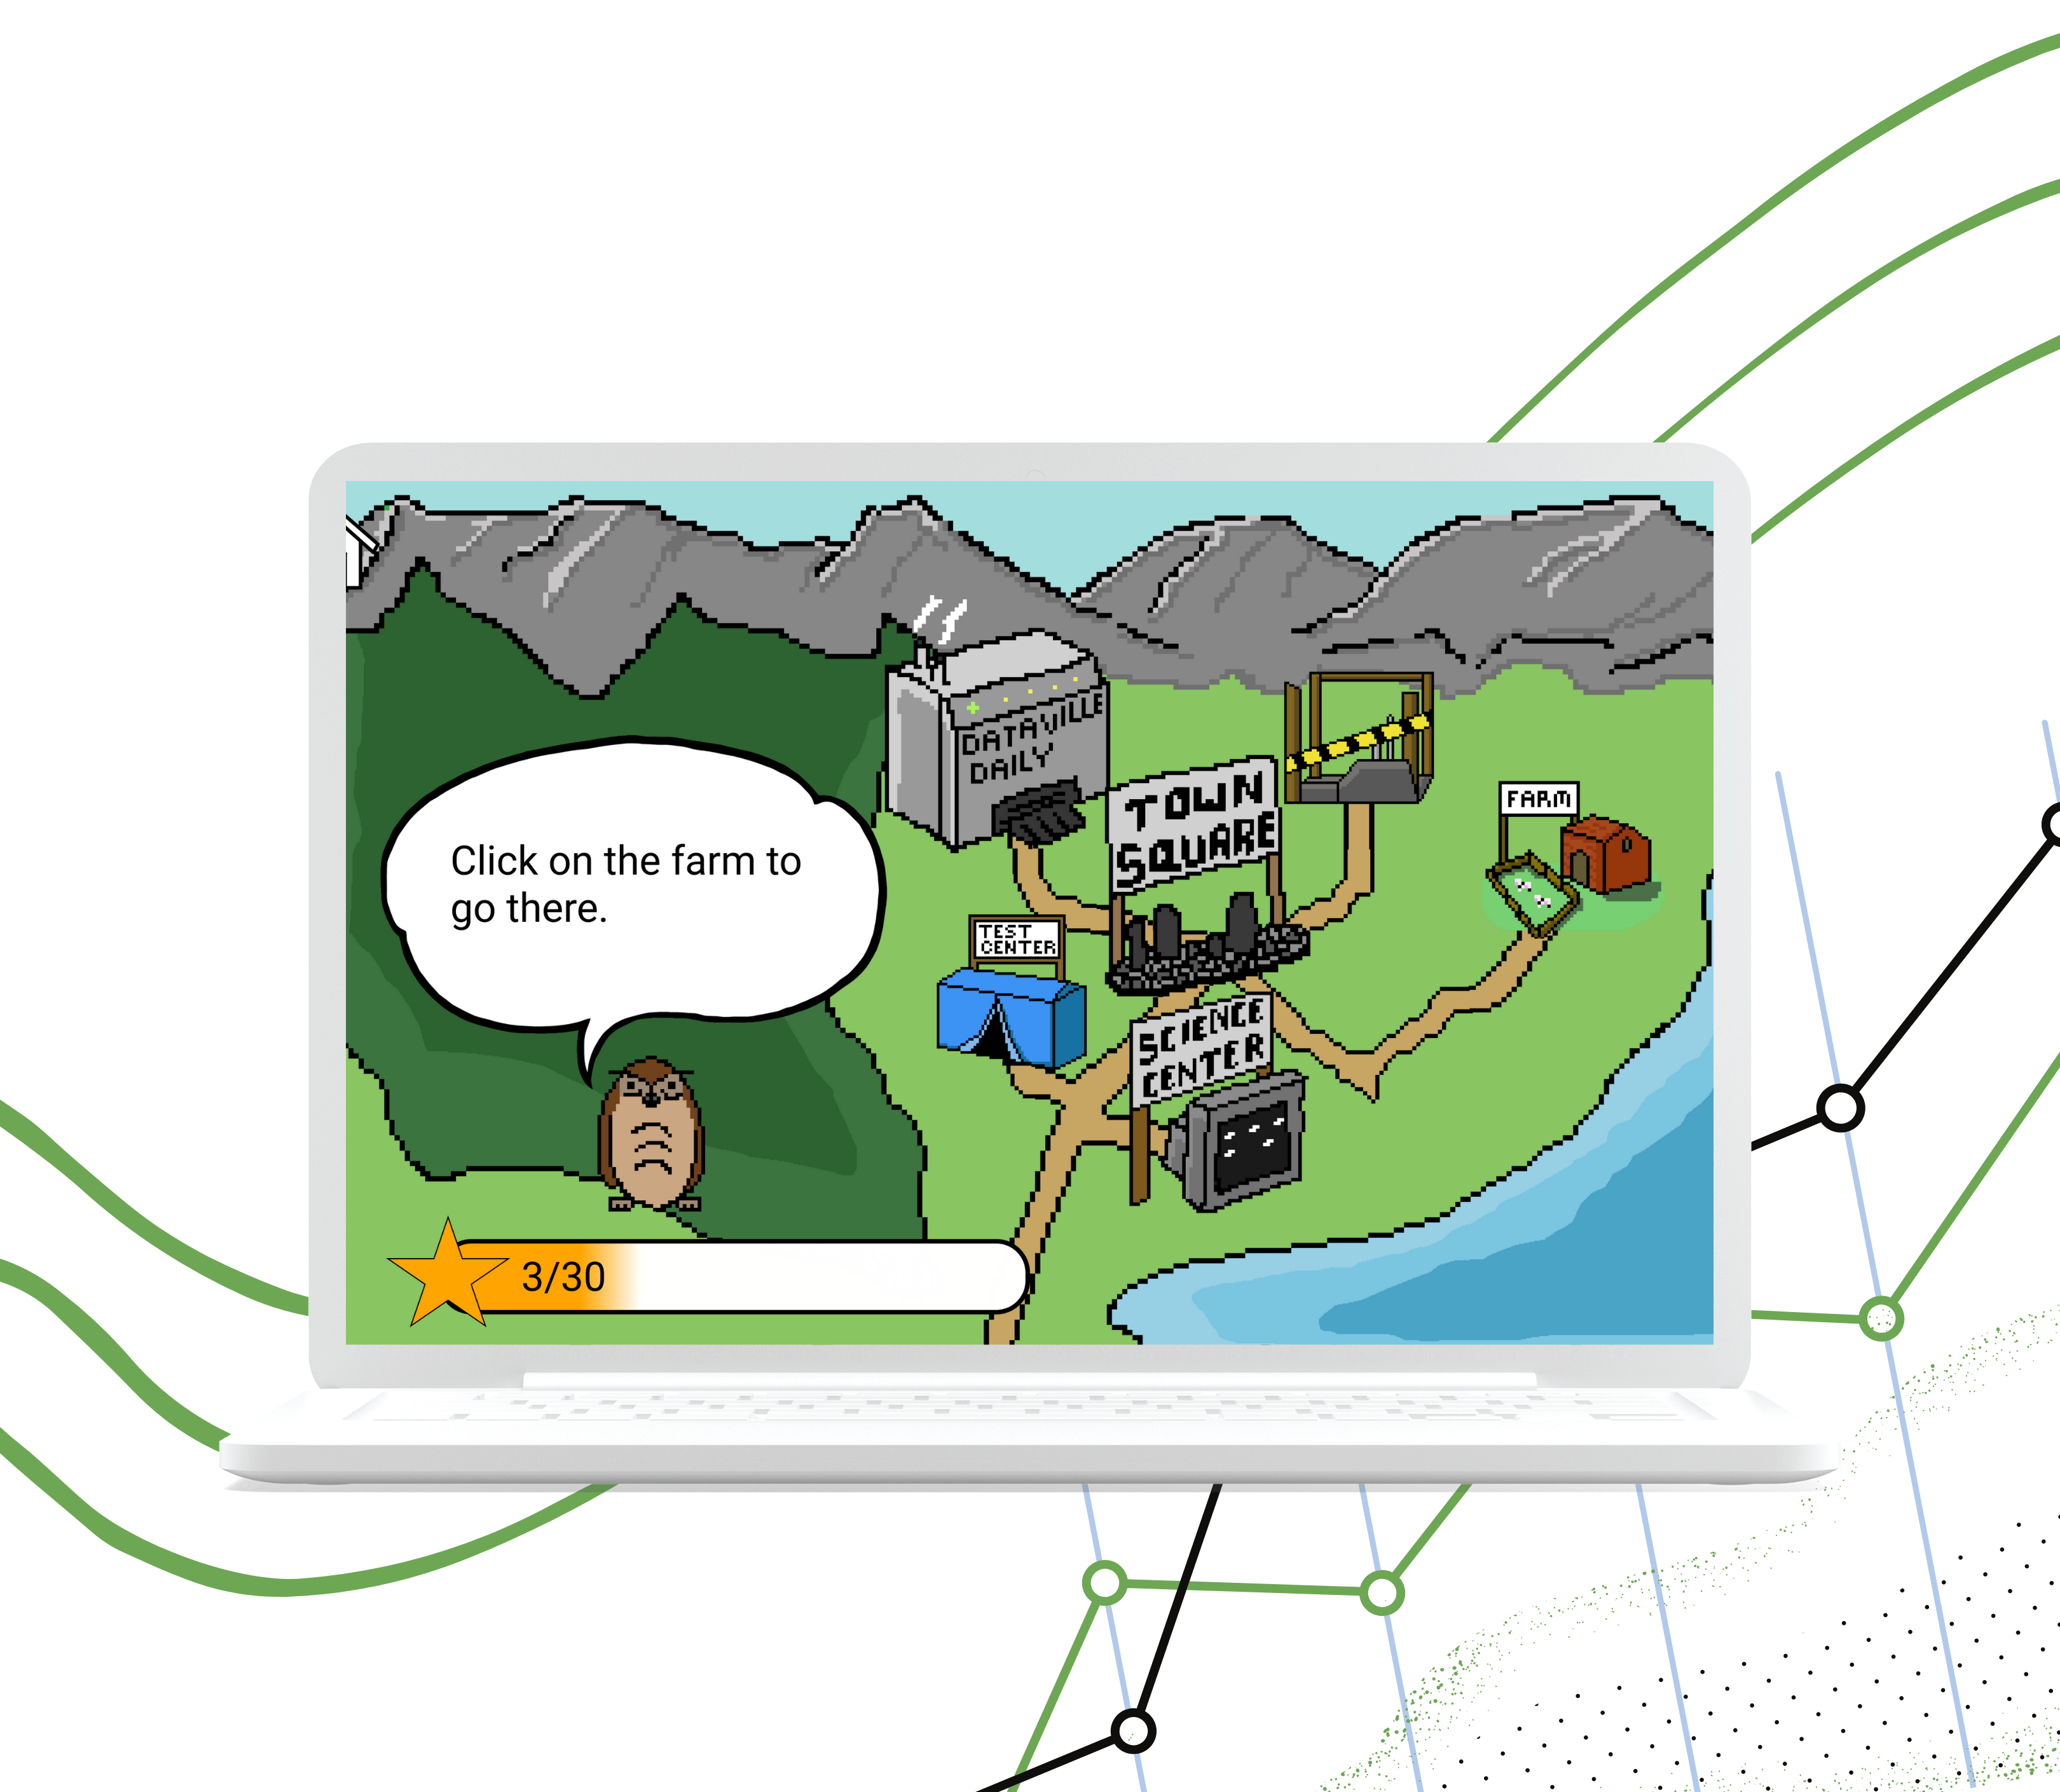 DATAVILLE
DAILY
TOWN
SQUARE
FARM
Click on the farm to
go there.
TEST
CENTER
SCIENCE
CENTER
3/30